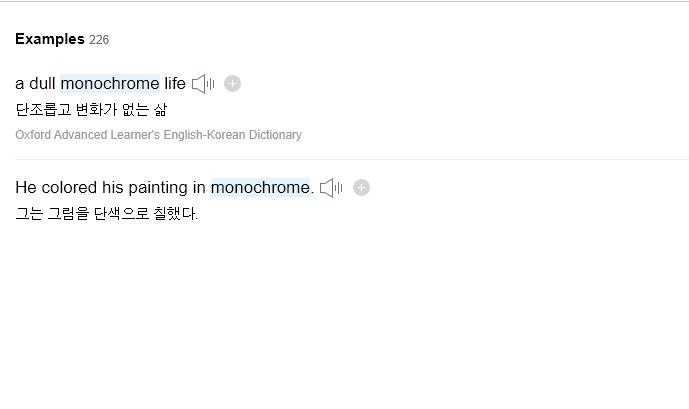 Examples 226
a dull monochrome life
단조롭고 변화가 없는 삶
Oxford Advanced Learner's English-Korean Dictionary
He colored his painting in monochrome.
그는 그림을 단색으로 칠했다.